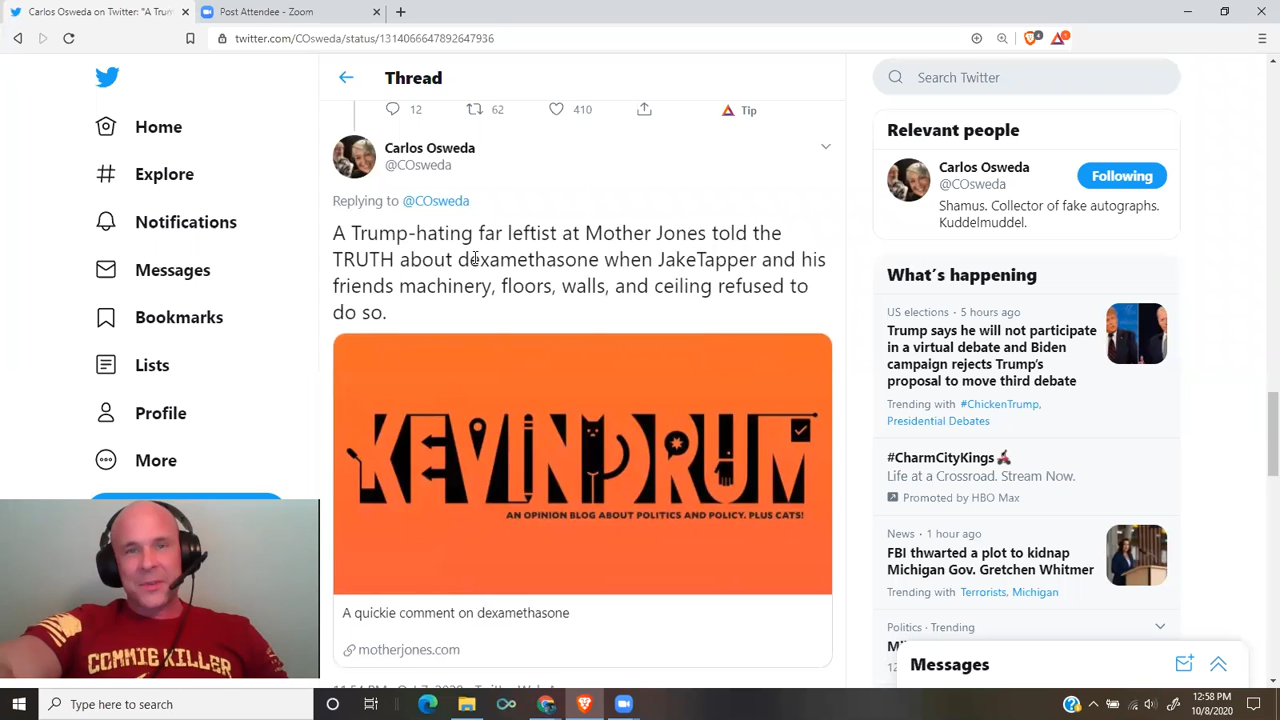 Carlos Osweda on Twitter: "A Trum
Post Attendee - Zoom
twitter.com/COsweda/status/1314066647892647936
Home
Explore
Notifications
Messages
Bookmarks
Lists
Profile
More
Thread
12
62
410
Tip
Carlos Osweda
@COsweda
Replying to @COsweda
A Trump-hating far leftist at Mother Jones told the
TRUTH about dexamethasone when JakeTapper and his
friends machinery, floors, walls, and ceiling refused to
do so.
KEVIN DRUM
AN OPINION BLOG ABOUT POLITICS AND POLICY. PLUS CATS!
A quickie comment on dexamethasone
motherjones.com
Search Twitter
Relevant people
Carlos Osweda
@COsweda
Following
Shamus. Collector of fake autographs.
Kuddelmuddel.
What's happening
US elections · 5 hours ago
Trump says he will not participate
in a virtual debate and Biden
campaign rejects Trump's
proposal to move third debate
Trending with #ChickenTrump,
Presidential Debates
#CharmCityKings
Life at a Crossroad. Stream Now.
Promoted by HBO Max
News · 1 hour ago
FBI thwarted a plot to kidnap
Michigan Gov. Gretchen Whitmer
Trending with Terrorists, Michigan
Politics · Trending
Messages
COMMIE KILLER
Type here to search
12:58 PM
10/8/2020